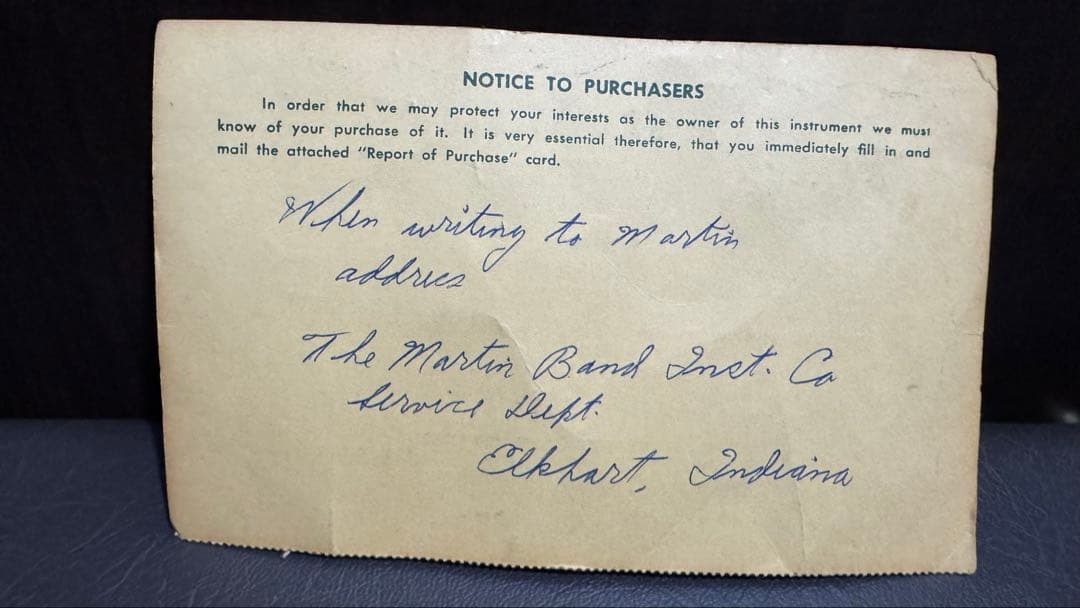 NOTICE TO PURCHASERS
In order that we may protect your interests as the owner of this instrument we must
know of your purchase of it. It is very essential therefore, that you immediately fill in and
mail the attached "Report of Purchase" card.
When writing to Martin
address
The Martin Band Inst. Co
Service Dept.
Elkhart, Indiana